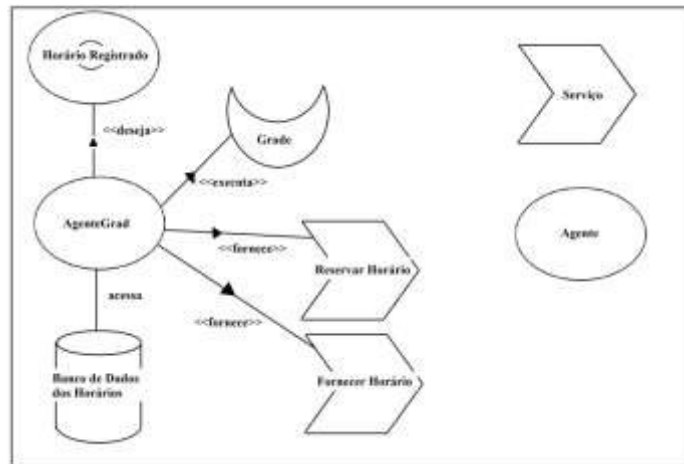 Horário Registrado
<<deseja>>
Grade
<<executa>>
Serviço
AgenteGrad
<<fornece>>
Agente
Reservar Horário
acessa
<<fornece>>
Banco de Dados
dos Horários
Fornecer Horário